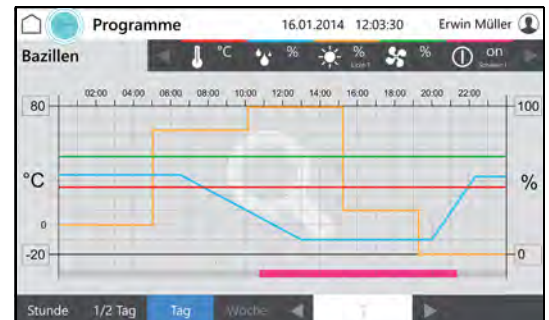 Programme 16.01.2014 12:03:30 Erwin Müller
Bazillen °C % % % on
02:00 04:00 06:00 08:00 10:00 12:00 14:00 16:00 18:00 20:00 22:00
80 100
°C %
0
-20 0
Stunde 1/2 Tag Tag Woche